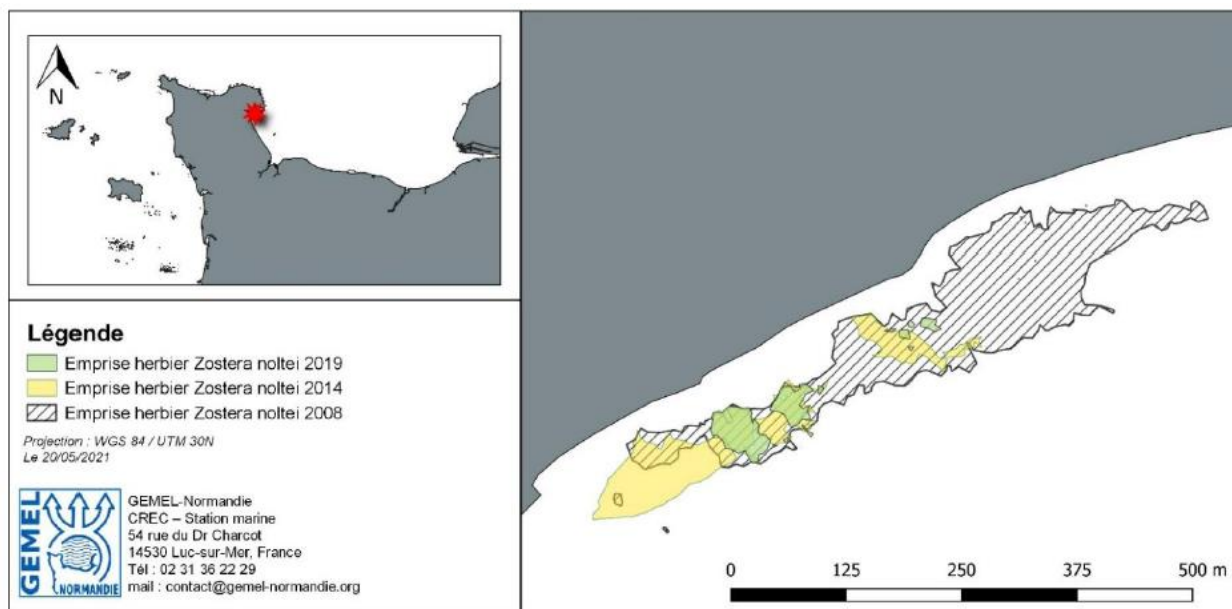 N
Légende
Emprise herbier Zostera noltei 2019
Emprise herbier Zostera noltei 2014
Emprise herbier Zostera noltei 2008
Projection : WGS 84 / UTM 30N
Le 20/05/2021
GEMEL
NORMANDIE
GEMEL-Normandie
CREC – Station marine
54 rue du Dr Charcot
14530 Luc-sur-Mer, France
Tél : 02 31 36 22 29
mail : contact@gemel-normandie.org
0 125 250 375 500 m